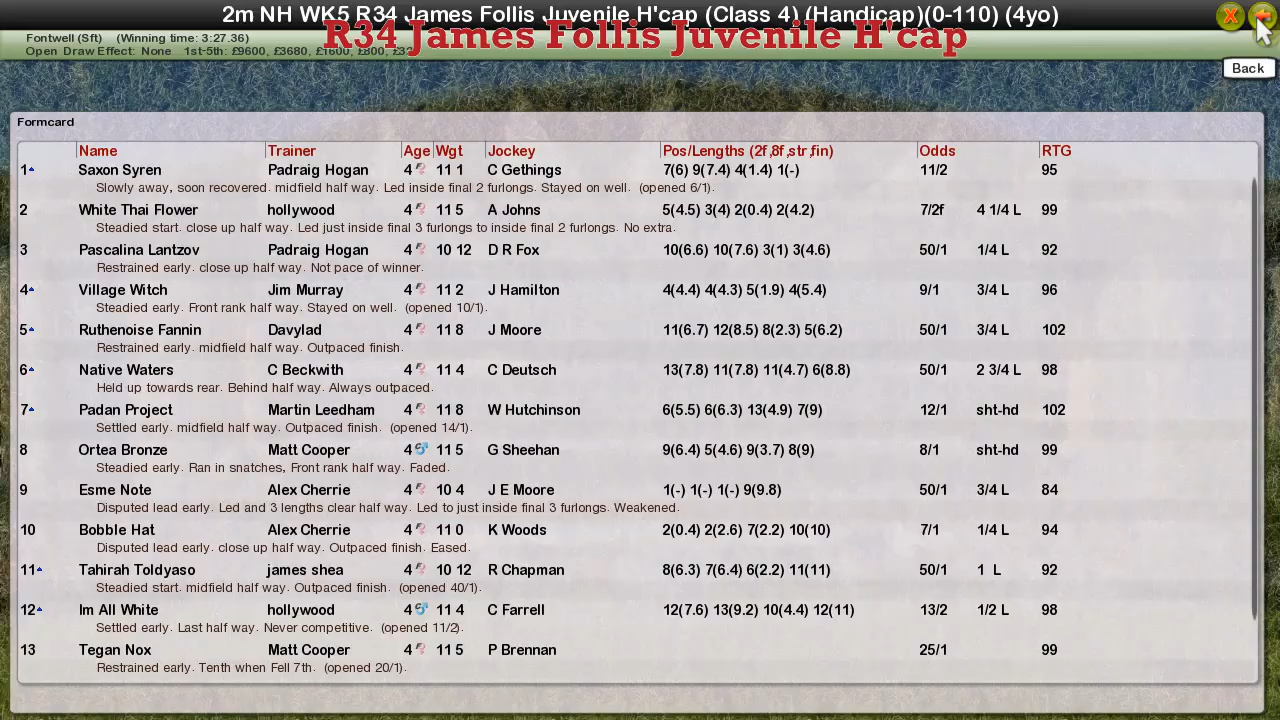 2m NH WK5 R34 James Follis Juvenile H'cap (Class 4) (Handicap)(0-110) (4yo)
R34 James Follis Juvenile H'cap
Fontwell (Sft) (Winning time: 3:27.36)
Open Draw Effect: None 1st-5th: £9600, £3680, £1600, £800, £32
X
Back
Formcard
Name Trainer Age Wgt Jockey Pos/Lengths (2f,8f,str,fin) Odds RTG
1 Saxon Syren Padraig Hogan 4 11 1 C Gethings 7(6) 9(7.4) 4(1.4) 1(-) 11/2 95
Slowly away, soon recovered. midfield half way. Led inside final 2 furlongs. Stayed on well. (opened 6/1).
2 White Thai Flower hollywood 4 11 5 A Johns 5(4.5) 3(4) 2(0.4) 2(4.2) 7/2f 4 1/4 L 99
Steadied start. close up half way. Led just inside final 3 furlongs to inside final 2 furlongs. No extra.
3 Pascalina Lantzov Padraig Hogan 4 10 12 D R Fox 10(6.6) 10(7.6) 3(1) 3(4.6) 50/1 1/4 L 92
Restrained early. close up half way. Not pace of winner.
4 Village Witch Jim Murray 4 11 2 J Hamilton 4(4.4) 4(4.3) 5(1.9) 4(5.4) 9/1 3/4 L 96
Steadied early. Front rank half way. Stayed on well. (opened 10/1).
5 Ruthenoise Fannin Davylad 4 11 8 J Moore 11(6.7) 12(8.5) 8(2.3) 5(6.2) 50/1 3/4 L 102
Restrained early. midfield half way. Outpaced finish.
6 Native Waters C Beckwith 4 11 4 C Deutsch 13(7.8) 11(7.8) 11(4.7) 6(8.8) 50/1 2 3/4 L 98
Held up towards rear. Behind half way. Always outpaced.
7 Padan Project Martin Leedham 4 11 8 W Hutchinson 6(5.5) 6(6.3) 13(4.9) 7(9) 12/1 sht-hd 102
Settled early. midfield half way. Outpaced finish. (opened 14/1).
8 Ortea Bronze Matt Cooper 4 11 5 G Sheehan 9(6.4) 5(4.6) 9(3.7) 8(9) 8/1 sht-hd 99
Steadied early. Ran in snatches, Front rank half way. Faded.
9 Esme Note Alex Cherrie 4 10 4 J E Moore 1(-) 1(-) 1(-) 9(9.8) 50/1 3/4 L 84
Disputed lead early. Led and 3 lengths clear half way. Led to just inside final 3 furlongs. Weakened.
10 Bobble Hat Alex Cherrie 4 11 0 K Woods 2(0.4) 2(2.6) 7(2.2) 10(10) 7/1 1/4 L 94
Disputed lead early. close up half way. Outpaced finish. Eased.
11 Tahirah Toldyaso james shea 4 10 12 R Chapman 8(6.3) 7(6.4) 6(2.2) 11(11) 50/1 1 L 92
Steadied start. midfield half way. Outpaced finish. (opened 40/1).
12 Im All White hollywood 4 11 4 C Farrell 12(7.6) 13(9.2) 10(4.4) 12(11) 13/2 1/2 L 98
Settled early. Last half way. Never competitive. (opened 11/2).
13 Tegan Nox Matt Cooper 4 11 5 P Brennan 25/1 99
Restrained early. Tenth when Fell 7th. (opened 20/1).